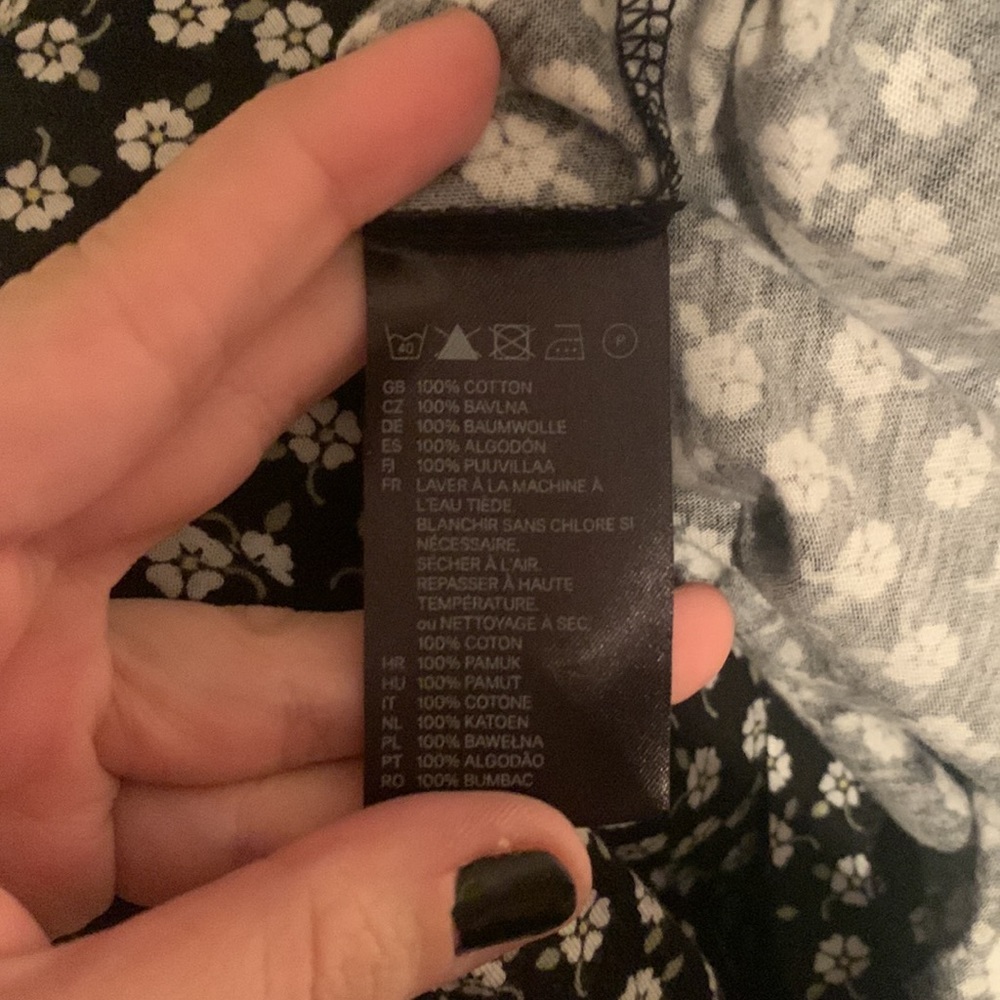 40 P
GB 100% COTTON
CZ 100% BAVLNA
DE 100% BAUMWOLLE
ES 100% ALGODÓN
FI 100% PUUVILLAA
FR LAVER À LA MACHINE À
L'EAU TIÈDE.
BLANCHIR SANS CHLORE SI
NÉCESSAIRE.
SÉCHER À L'AIR.
REPASSER À HAUTE
TEMPÉRATURE.
ou NETTOYAGE À SEC.
100% COTON
HR 100% PAMUK
HU 100% PAMUT
IT 100% COTONE
NL 100% KATOEN
PL 100% BAWEŁNA
PT 100% ALGODÃO
RO 100% BUMBAC